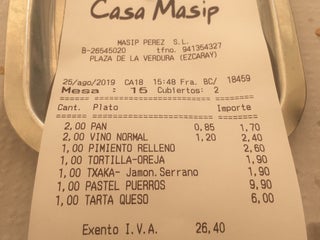 Casa Masip
MASIP PEREZ S.L.
B-26545020 tfno. 941354327
PLAZA DE LA VERDURA (EZCARAY)
25/ago/2019 CA18 15:48 Fra. BC/ 18459
Mesa : 15 Cubiertos: 2
Cant. Plato Importe
2,00 PAN 0,85 1,70
2,00 VINO NORMAL 1,20 2,40
1,00 PIMIENTO RELLENO 2,60
1,00 TORTILLA-OREJA 1,90
1,00 TXAKA- Jamon.Serrano 1,90
1,00 PASTEL PUERROS 9,90
1,00 TARTA QUESO 6,00
Exento I.V.A. 26,40